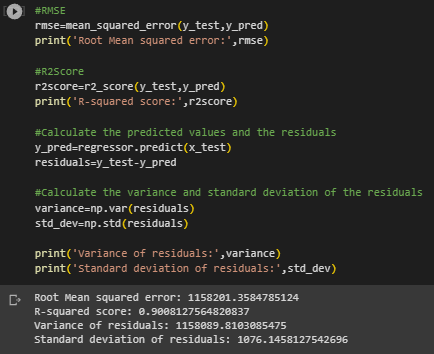 #RMSE
rmse=mean_squared_error(y_test,y_pred)
print('Root Mean squared error:',rmse)
#R2Score
r2score=r2_score(y_test,y_pred)
print('R-squared score:',r2score)
#Calculate the predicted values and the residuals
y_pred=regressor.predict(x_test)
residuals=y_test-y_pred
#Calculate the variance and standard deviation of the residuals
variance=np.var(residuals)
std_dev=np.std(residuals)
print('Variance of residuals:',variance)
print('Standard deviation of residuals:',std_dev)
Root Mean squared error: 1158201.3584785124
R-squared score: 0.9008127564820837
Variance of residuals: 1158089.8103085475
Standard deviation of residuals: 1076.1458127542696